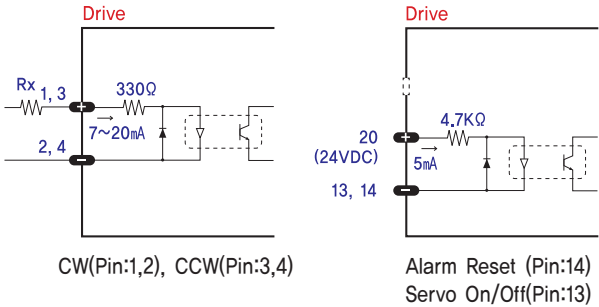 Drive
Rx
1, 3
330Ω
7~20mA
2, 4
CW(Pin:1,2), CCW(Pin:3,4)
Drive
20
(24VDC)
4.7KΩ
5mA
13, 14
Alarm Reset (Pin:14)
Servo On/Off(Pin:13)